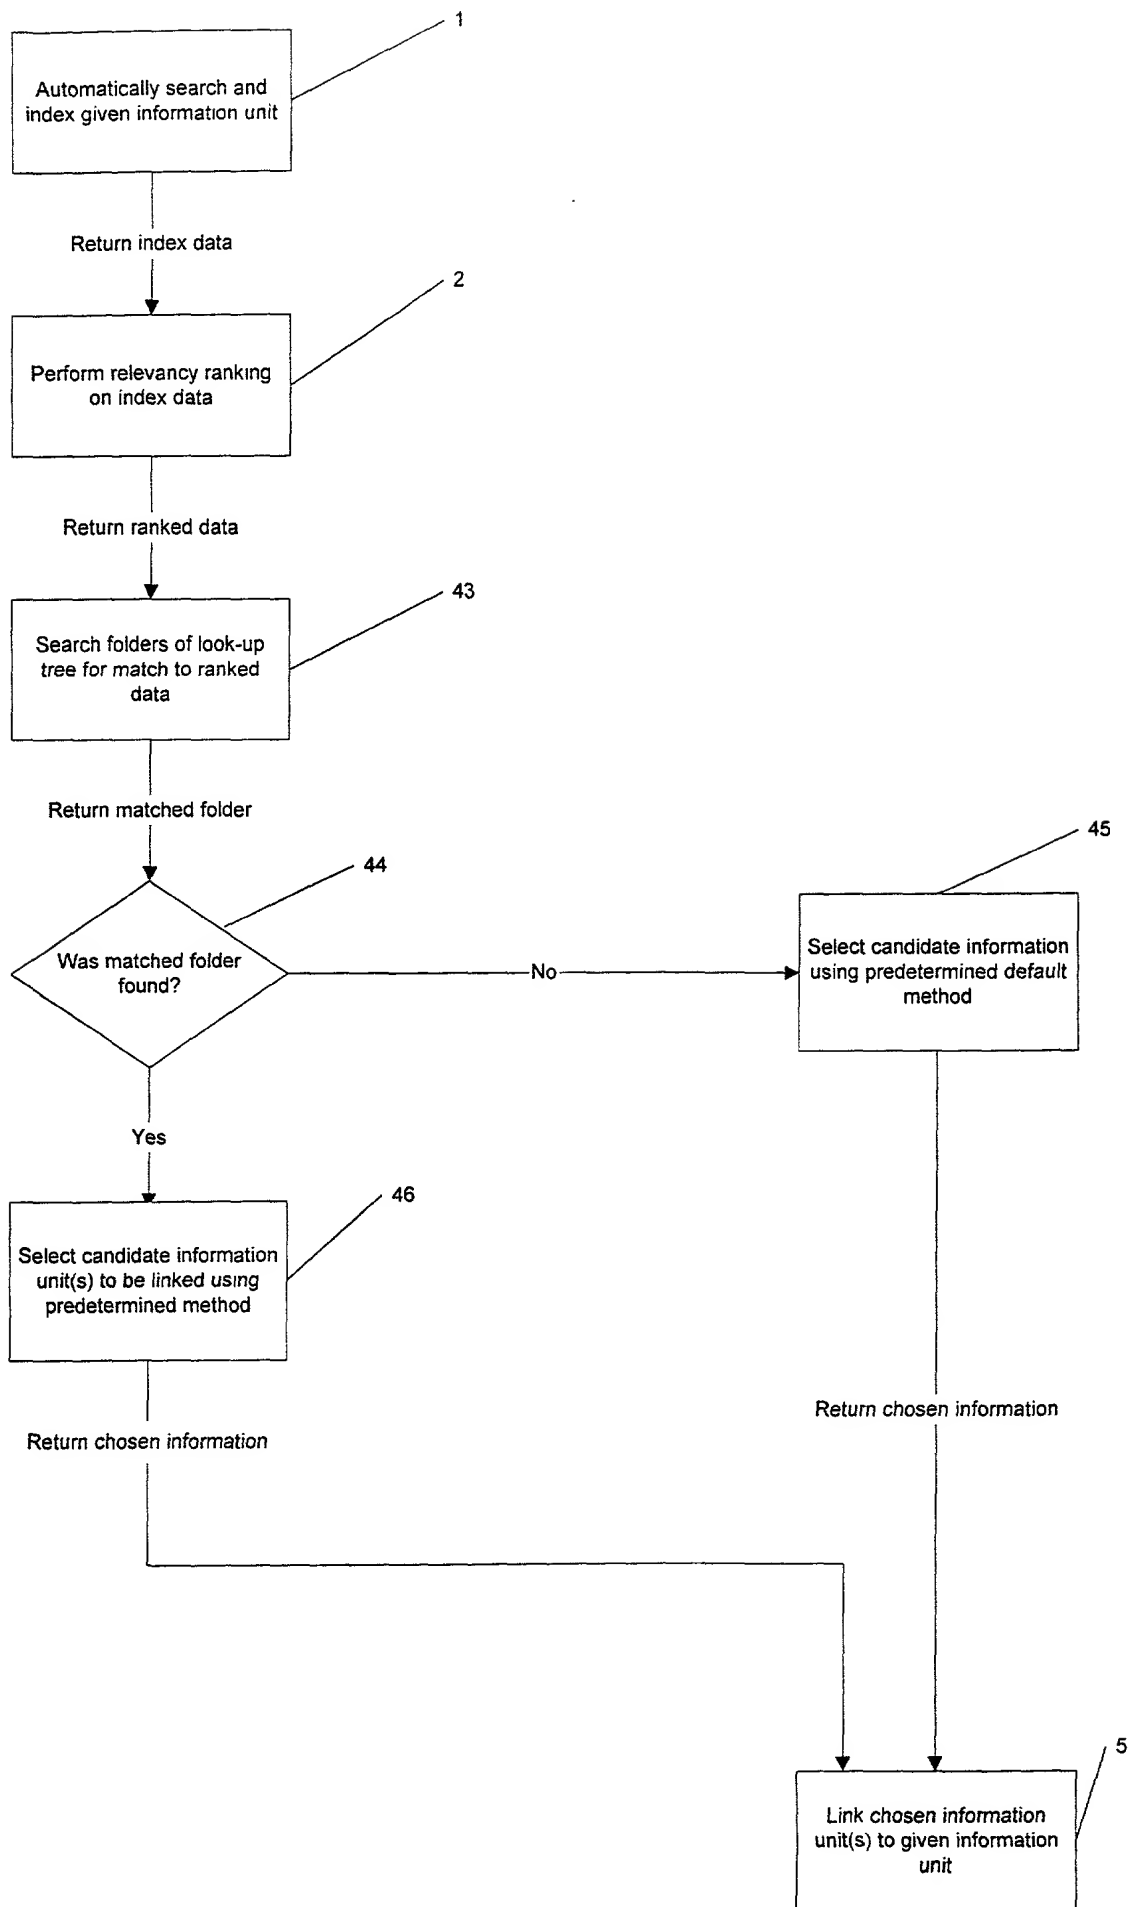 1
Automatically search and
index given information unit
Return index data
2
Perform relevancy ranking
on index data
Return ranked data
43
Search folders of look-up
tree for match to ranked
data
Return matched folder
44
Was matched folder
found?
No
45
Select candidate information
using predetermined default
method
Yes
46
Select candidate information
unit(s) to be linked using
predetermined method
Return chosen information
Return chosen information
5
Link chosen information
unit(s) to given information
unit